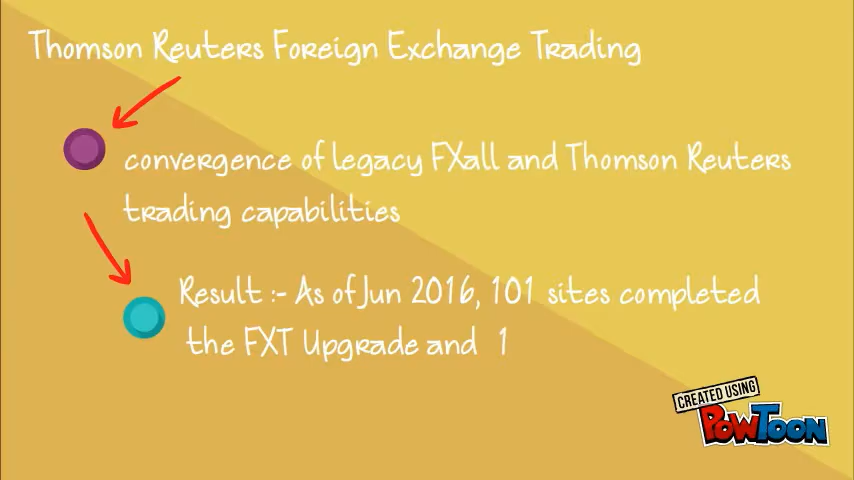 Thomson Reuters Foreign Exchange Trading
convergence of legacy FXall and Thomson Reuters
trading capabilities
Result :- As of Jun 2016, 101 sites completed
the FXT Upgrade and 1
CREATED USING
POWTOON